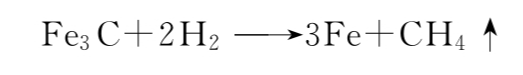 Fe₃C+2H₂ ⟶3Fe+CH₄ ↑